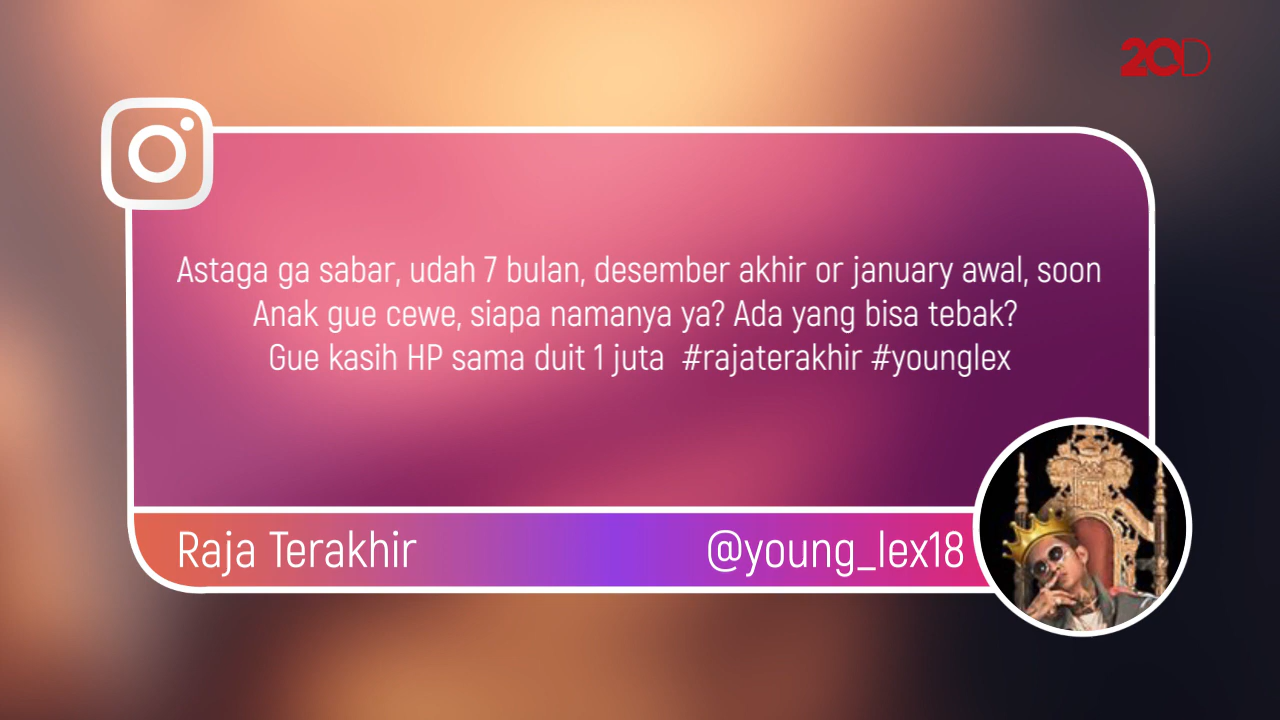 20D
Astaga ga sabar, udah 7 bulan, desember akhir or january awal, soon
Anak gue cewe, siapa namanya ya? Ada yang bisa tebak?
Gue kasih HP sama duit 1 juta #rajaterakhir #younglex
Raja Terakhir
@young_lex18